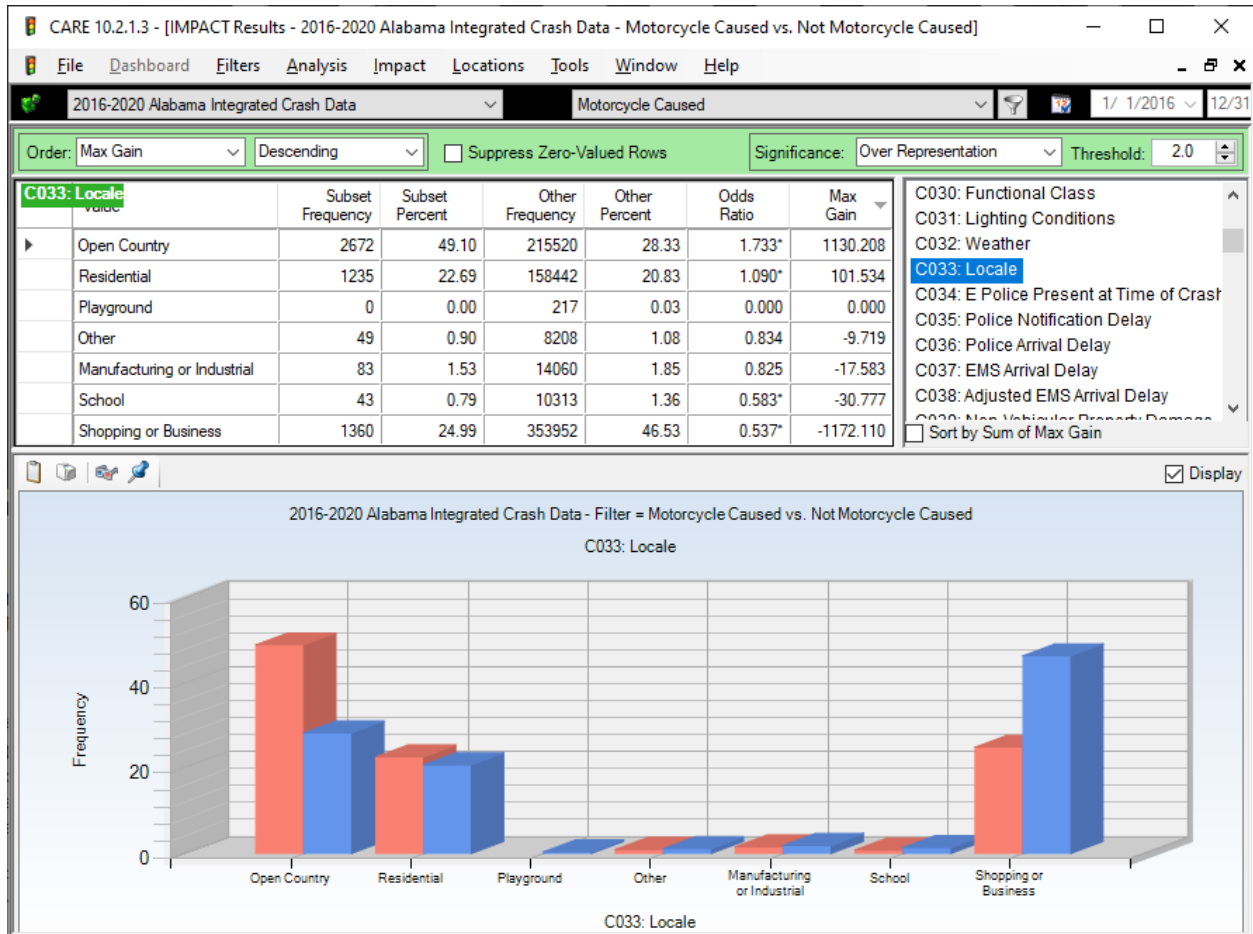 CARE 10.2.1.3 - [IMPACT Results - 2016-2020 Alabama Integrated Crash Data - Motorcycle Caused vs. Not Motorcycle Caused]
File Dashboard Filters Analysis Impact Locations Tools Window Help
2016-2020 Alabama Integrated Crash Data Motorcycle Caused 1/ 1/2016 12/31
Order: Max Gain Descending Suppress Zero-Valued Rows Significance: Over Representation Threshold: 2.0
C033: Locale
Value Subset Frequency Subset Percent Other Frequency Other Percent Odds Ratio Max Gain
Open Country 2672 49.10 215520 28.33 1.733* 1130.208
Residential 1235 22.69 158442 20.83 1.090* 101.534
Playground 0 0.00 217 0.03 0.000 0.000
Other 49 0.90 8208 1.08 0.834 -9.719
Manufacturing or Industrial 83 1.53 14060 1.85 0.825 -17.583
School 43 0.79 10313 1.36 0.583* -30.777
Shopping or Business 1360 24.99 353952 46.53 0.537* -1172.110
C030: Functional Class
C031: Lighting Conditions
C032: Weather
C033: Locale
C034: E Police Present at Time of Crash
C035: Police Notification Delay
C036: Police Arrival Delay
C037: EMS Arrival Delay
C038: Adjusted EMS Arrival Delay
C039: Non-Vehicular Property Damage
Sort by Sum of Max Gain
Display
2016-2020 Alabama Integrated Crash Data - Filter = Motorcycle Caused vs. Not Motorcycle Caused
C033: Locale
60
40
20
0
Frequency
Open Country
Residential
Playground
Other
Manufacturing
or Industrial
School
Shopping or
Business
C033: Locale